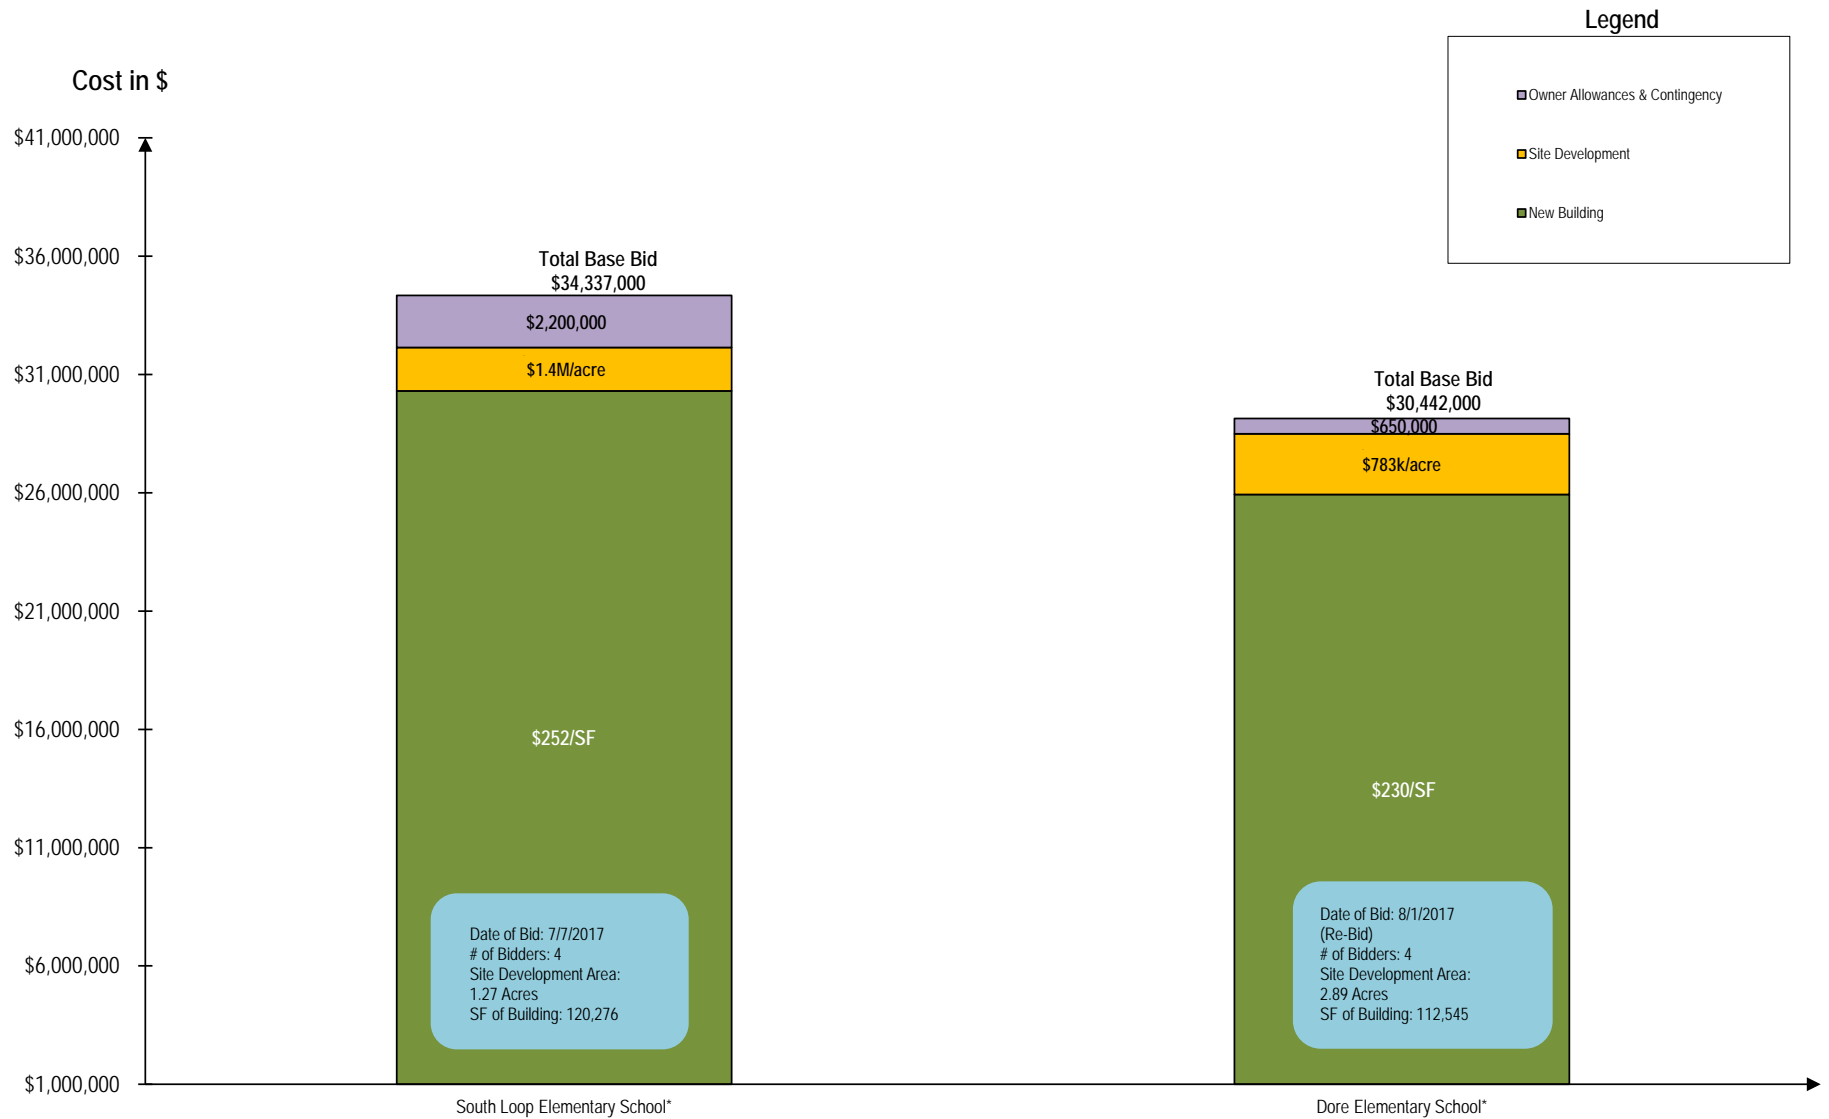 Legend
Owner Allowances & Contingency
Site Development
New Building
Cost in $
$41,000,000
$36,000,000
$31,000,000
$26,000,000
$21,000,000
$16,000,000
$11,000,000
$6,000,000
$1,000,000
Total Base Bid
$34,337,000
$2,200,000
$1.4M/acre
$252/SF
Date of Bid: 7/7/2017
# of Bidders: 4
Site Development Area:
1.27 Acres
SF of Building: 120,276
South Loop Elementary School*
Total Base Bid
$30,442,000
$650,000
$783k/acre
$230/SF
Date of Bid: 8/1/2017
(Re-Bid)
# of Bidders: 4
Site Development Area:
2.89 Acres
SF of Building: 112,545
Dore Elementary School*